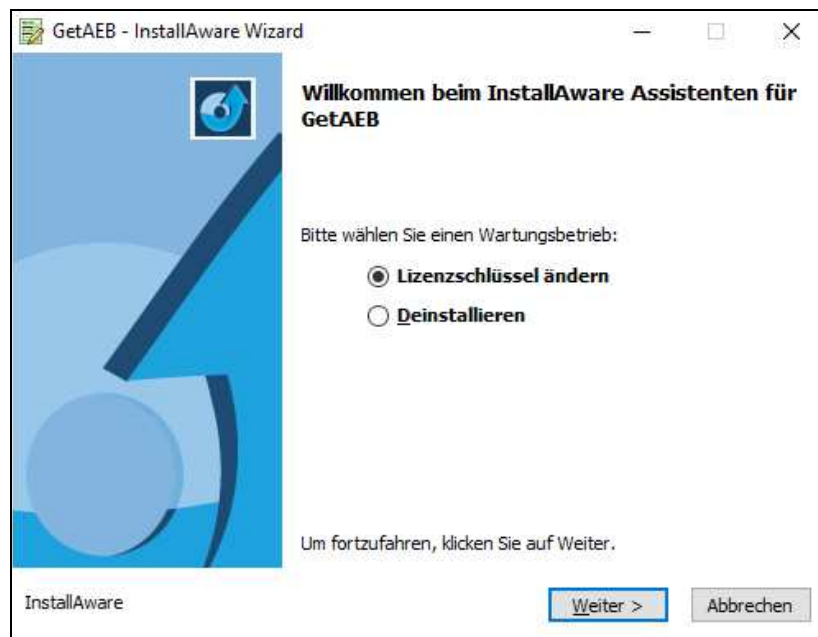 GetAEB - InstallAware Wizard
Willkommen beim InstallAware Assistenten für
GetAEB
Bitte wählen Sie einen Wartungsbetrieb:
Lizenzschlüssel ändern
Deinstallieren
Um fortzufahren, klicken Sie auf Weiter.
InstallAware
Weiter >
Abbrechen